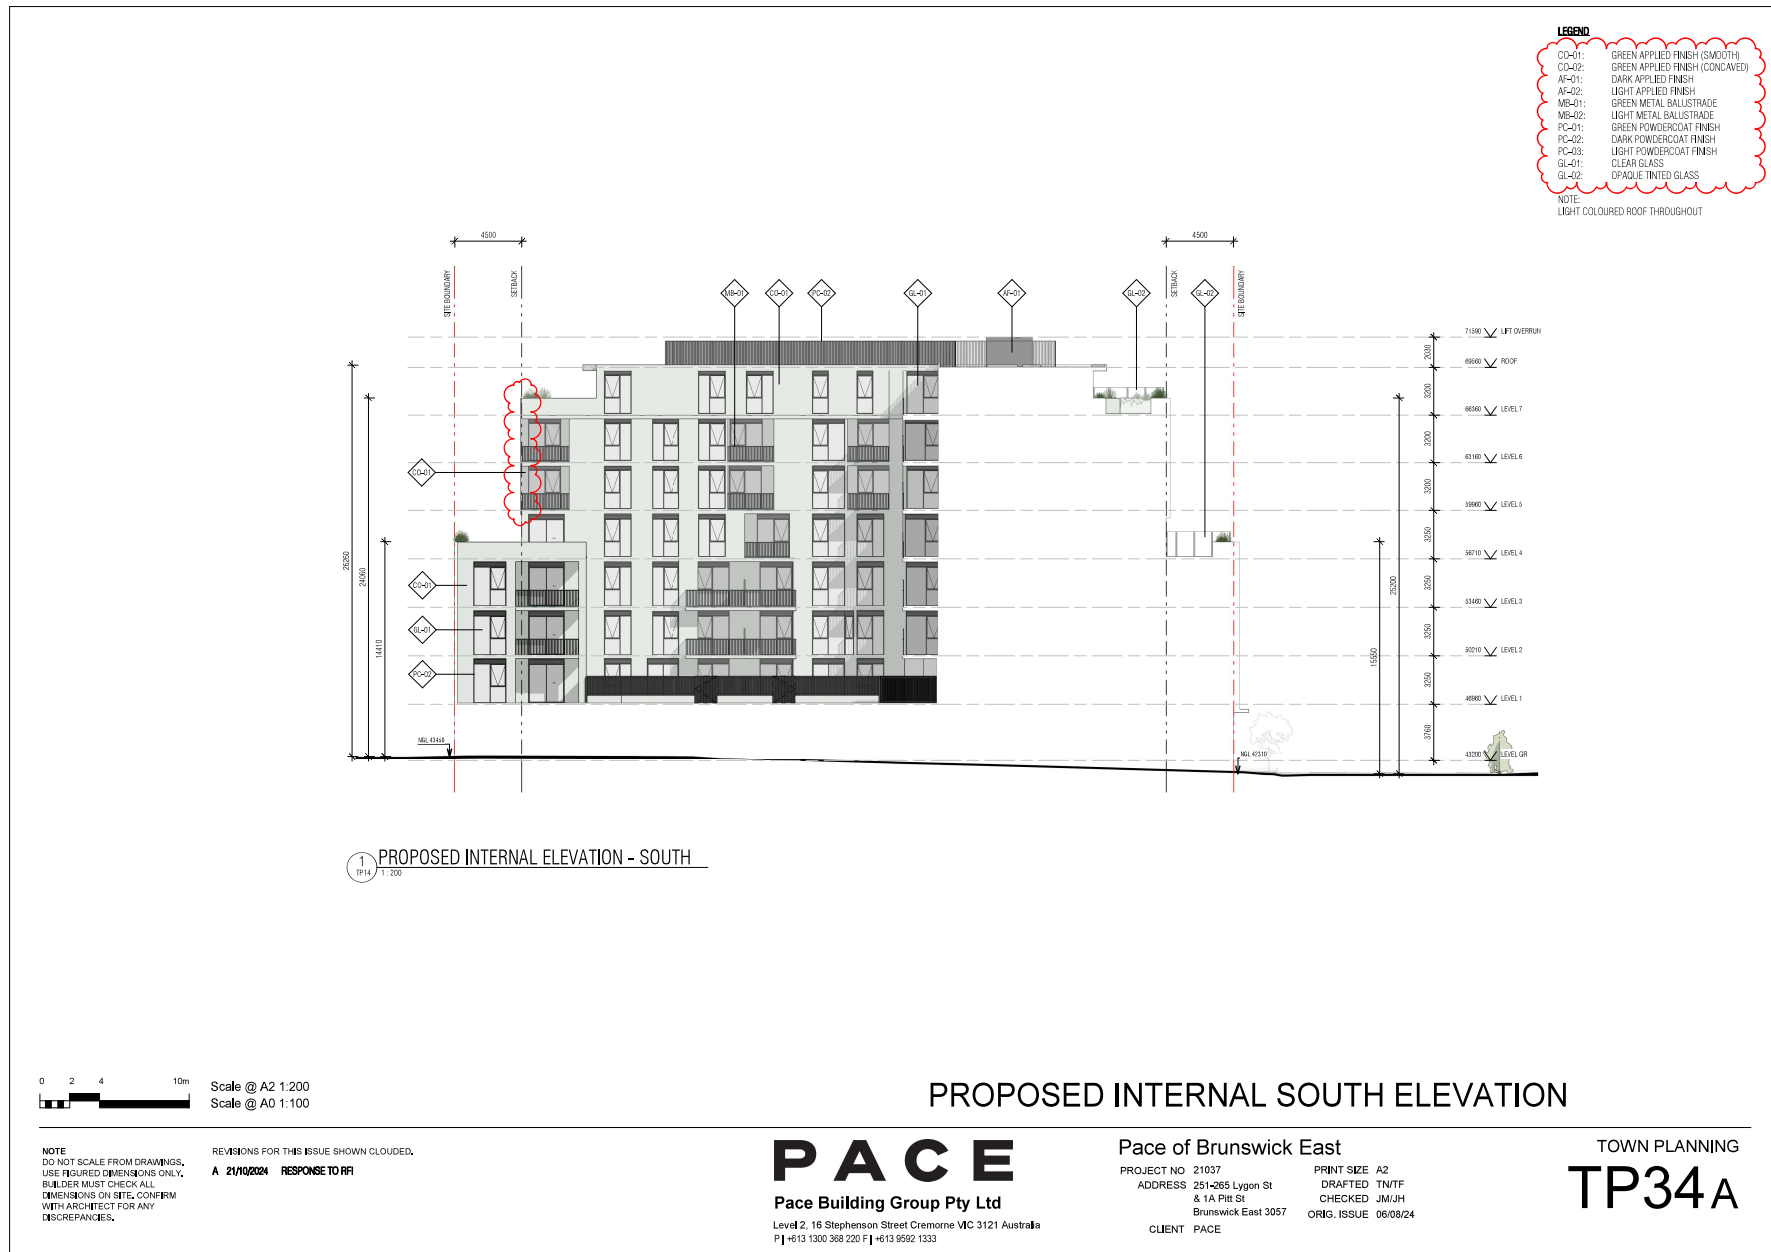 LEGEND
CO-01: GREEN APPLIED FINISH (SMOOTH)
CO-02: GREEN APPLIED FINISH (CONCAVED)
AF-01: DARK APPLIED FINISH
AF-02: LIGHT APPLIED FINISH
MB-01: GREEN METAL BALUSTRADE
MB-02: LIGHT METAL BALUSTRADE
PC-01: GREEN POWDERCOAT FINISH
PC-02: DARK POWDERCOAT FINISH
PC-03: LIGHT POWDERCOAT FINISH
GL-01: CLEAR GLASS
GL-02: OPAQUE TINTED GLASS
NOTE:
LIGHT COLOURED ROOF THROUGHOUT
4500
4500
SITE BOUNDARY
SETBACK
SETBACK
SITE BOUNDARY
MB-01
CO-01
PC-02
GL-01
AF-01
GL-02
GL-02
71590 LIFT OVERRUN
2030
69560 ROOF
3200
66360 LEVEL 7
3200
63160 LEVEL 6
3200
59960 LEVEL 5
3250
56710 LEVEL 4
3250
53460 LEVEL 3
3250
50210 LEVEL 2
3250
46960 LEVEL 1
3760
43200 LEVEL GR
CO-01
CO-01
GL-01
PC-02
26260
24060
14410
25200
15550
NGL 43450
NGL 42310
1
TP14
PROPOSED INTERNAL ELEVATION - SOUTH
1 : 200
0 2 4 10m
Scale @ A2 1:200
Scale @ A0 1:100
PROPOSED INTERNAL SOUTH ELEVATION
NOTE
DO NOT SCALE FROM DRAWINGS.
USE FIGURED DIMENSIONS ONLY.
BUILDER MUST CHECK ALL
DIMENSIONS ON SITE. CONFIRM
WITH ARCHITECT FOR ANY
DISCREPANCIES.
REVISIONS FOR THIS ISSUE SHOWN CLOUDED.
A 21/10/2024 RESPONSE TO RFI
PACE
Pace Building Group Pty Ltd
Level 2, 16 Stephenson Street Cremorne VIC 3121 Australia
P | +613 1300 368 220 F | +613 9592 1333
Pace of Brunswick East
PROJECT NO 21037
ADDRESS 251-265 Lygon St
& 1A Pitt St
Brunswick East 3057
CLIENT PACE
PRINT SIZE A2
DRAFTED TN/TF
CHECKED JM/JH
ORIG. ISSUE 06/08/24
TOWN PLANNING
TP34 A